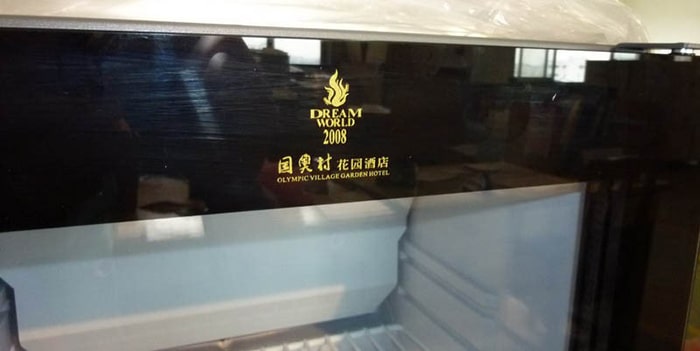 DREAM
WORLD
2008
国奥村 花园酒店
OLYMPIC VILLAGE GARDEN HOTEL